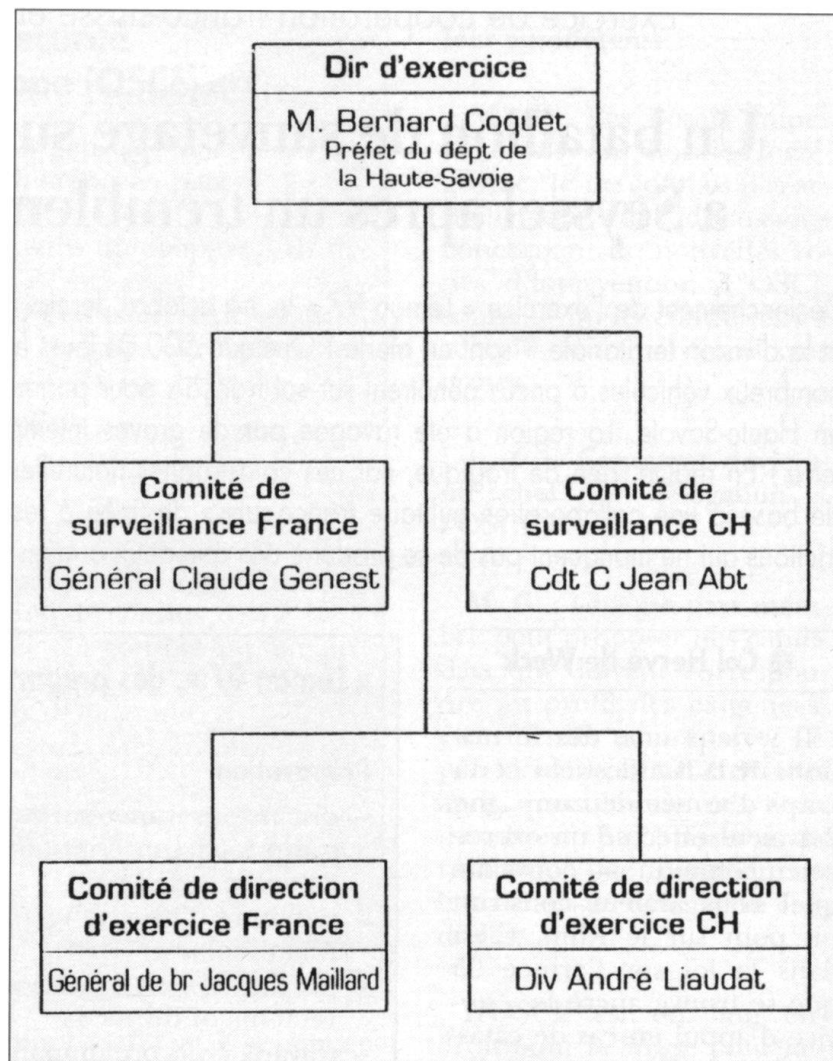 Dir d'exercice
M. Bernard Coquet
Préfet du dépt de
la Haute-Savoie
Comité de
surveillance France
Général Claude Genest
Comité de
surveillance CH
Cdt C Jean Abt
Comité de direction
d'exercice France
Général de br Jacques Maillard
Comité de direction
d'exercice CH
Div André Liaudat